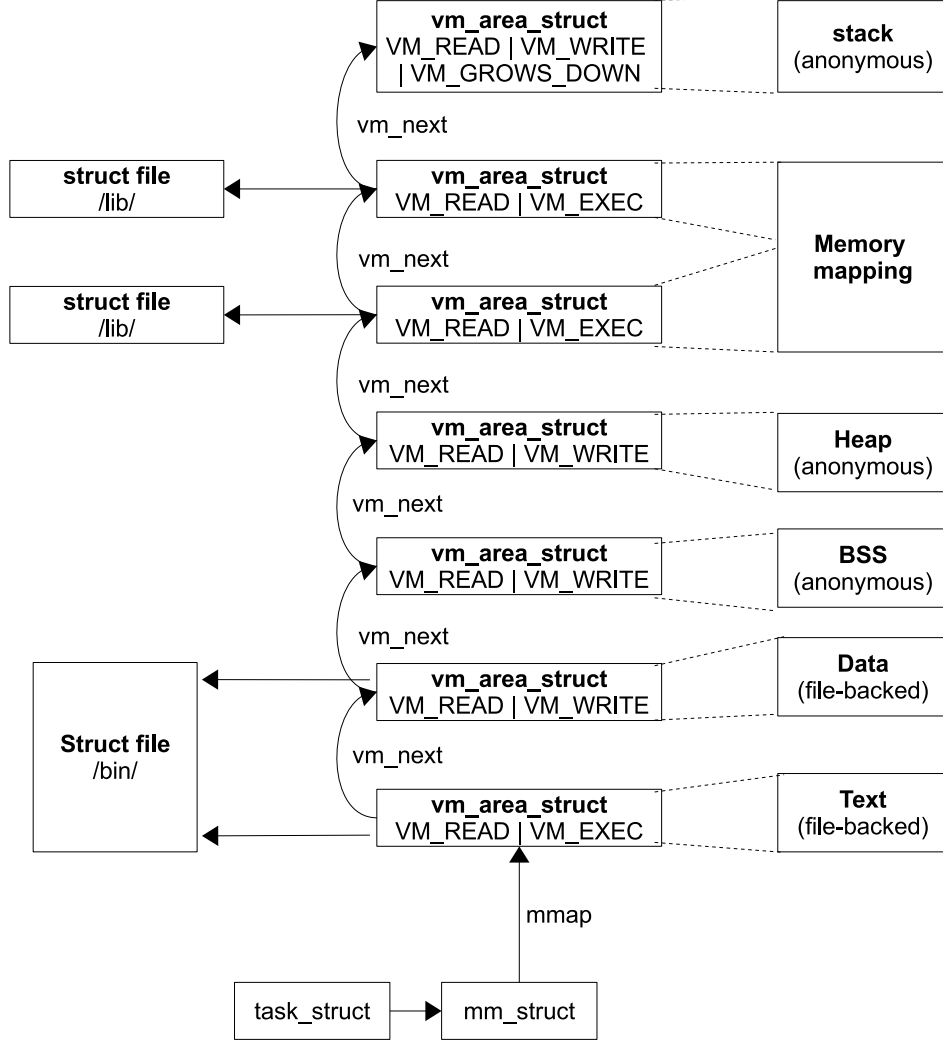 vm_area_struct
VM_READ | VM_WRITE
| VM_GROWS_DOWN
stack
(anonymous)
vm_next
struct file
/lib/
vm_area_struct
VM_READ | VM_EXEC
Memory
mapping
vm_next
struct file
/lib/
vm_area_struct
VM_READ | VM_EXEC
vm_next
vm_area_struct
VM_READ | VM_WRITE
Heap
(anonymous)
vm_next
vm_area_struct
VM_READ | VM_WRITE
BSS
(anonymous)
vm_next
vm_area_struct
VM_READ | VM_WRITE
Data
(file-backed)
Struct file
/bin/
vm_next
vm_area_struct
VM_READ | VM_EXEC
Text
(file-backed)
mmap
task_struct
mm_struct